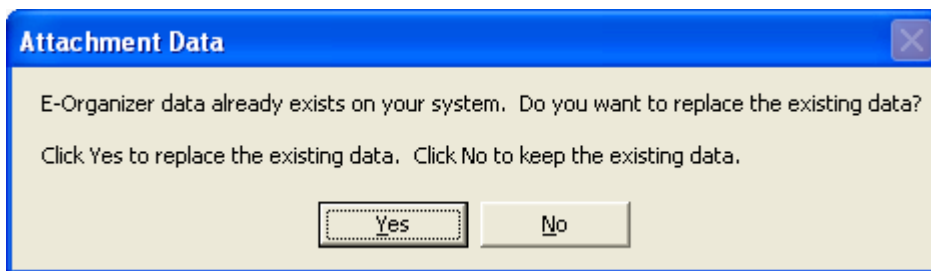 Attachment Data
E-Organizer data already exists on your system.  Do you want to replace the existing data?
Click Yes to replace the existing data.  Click No to keep the existing data.
Yes
No